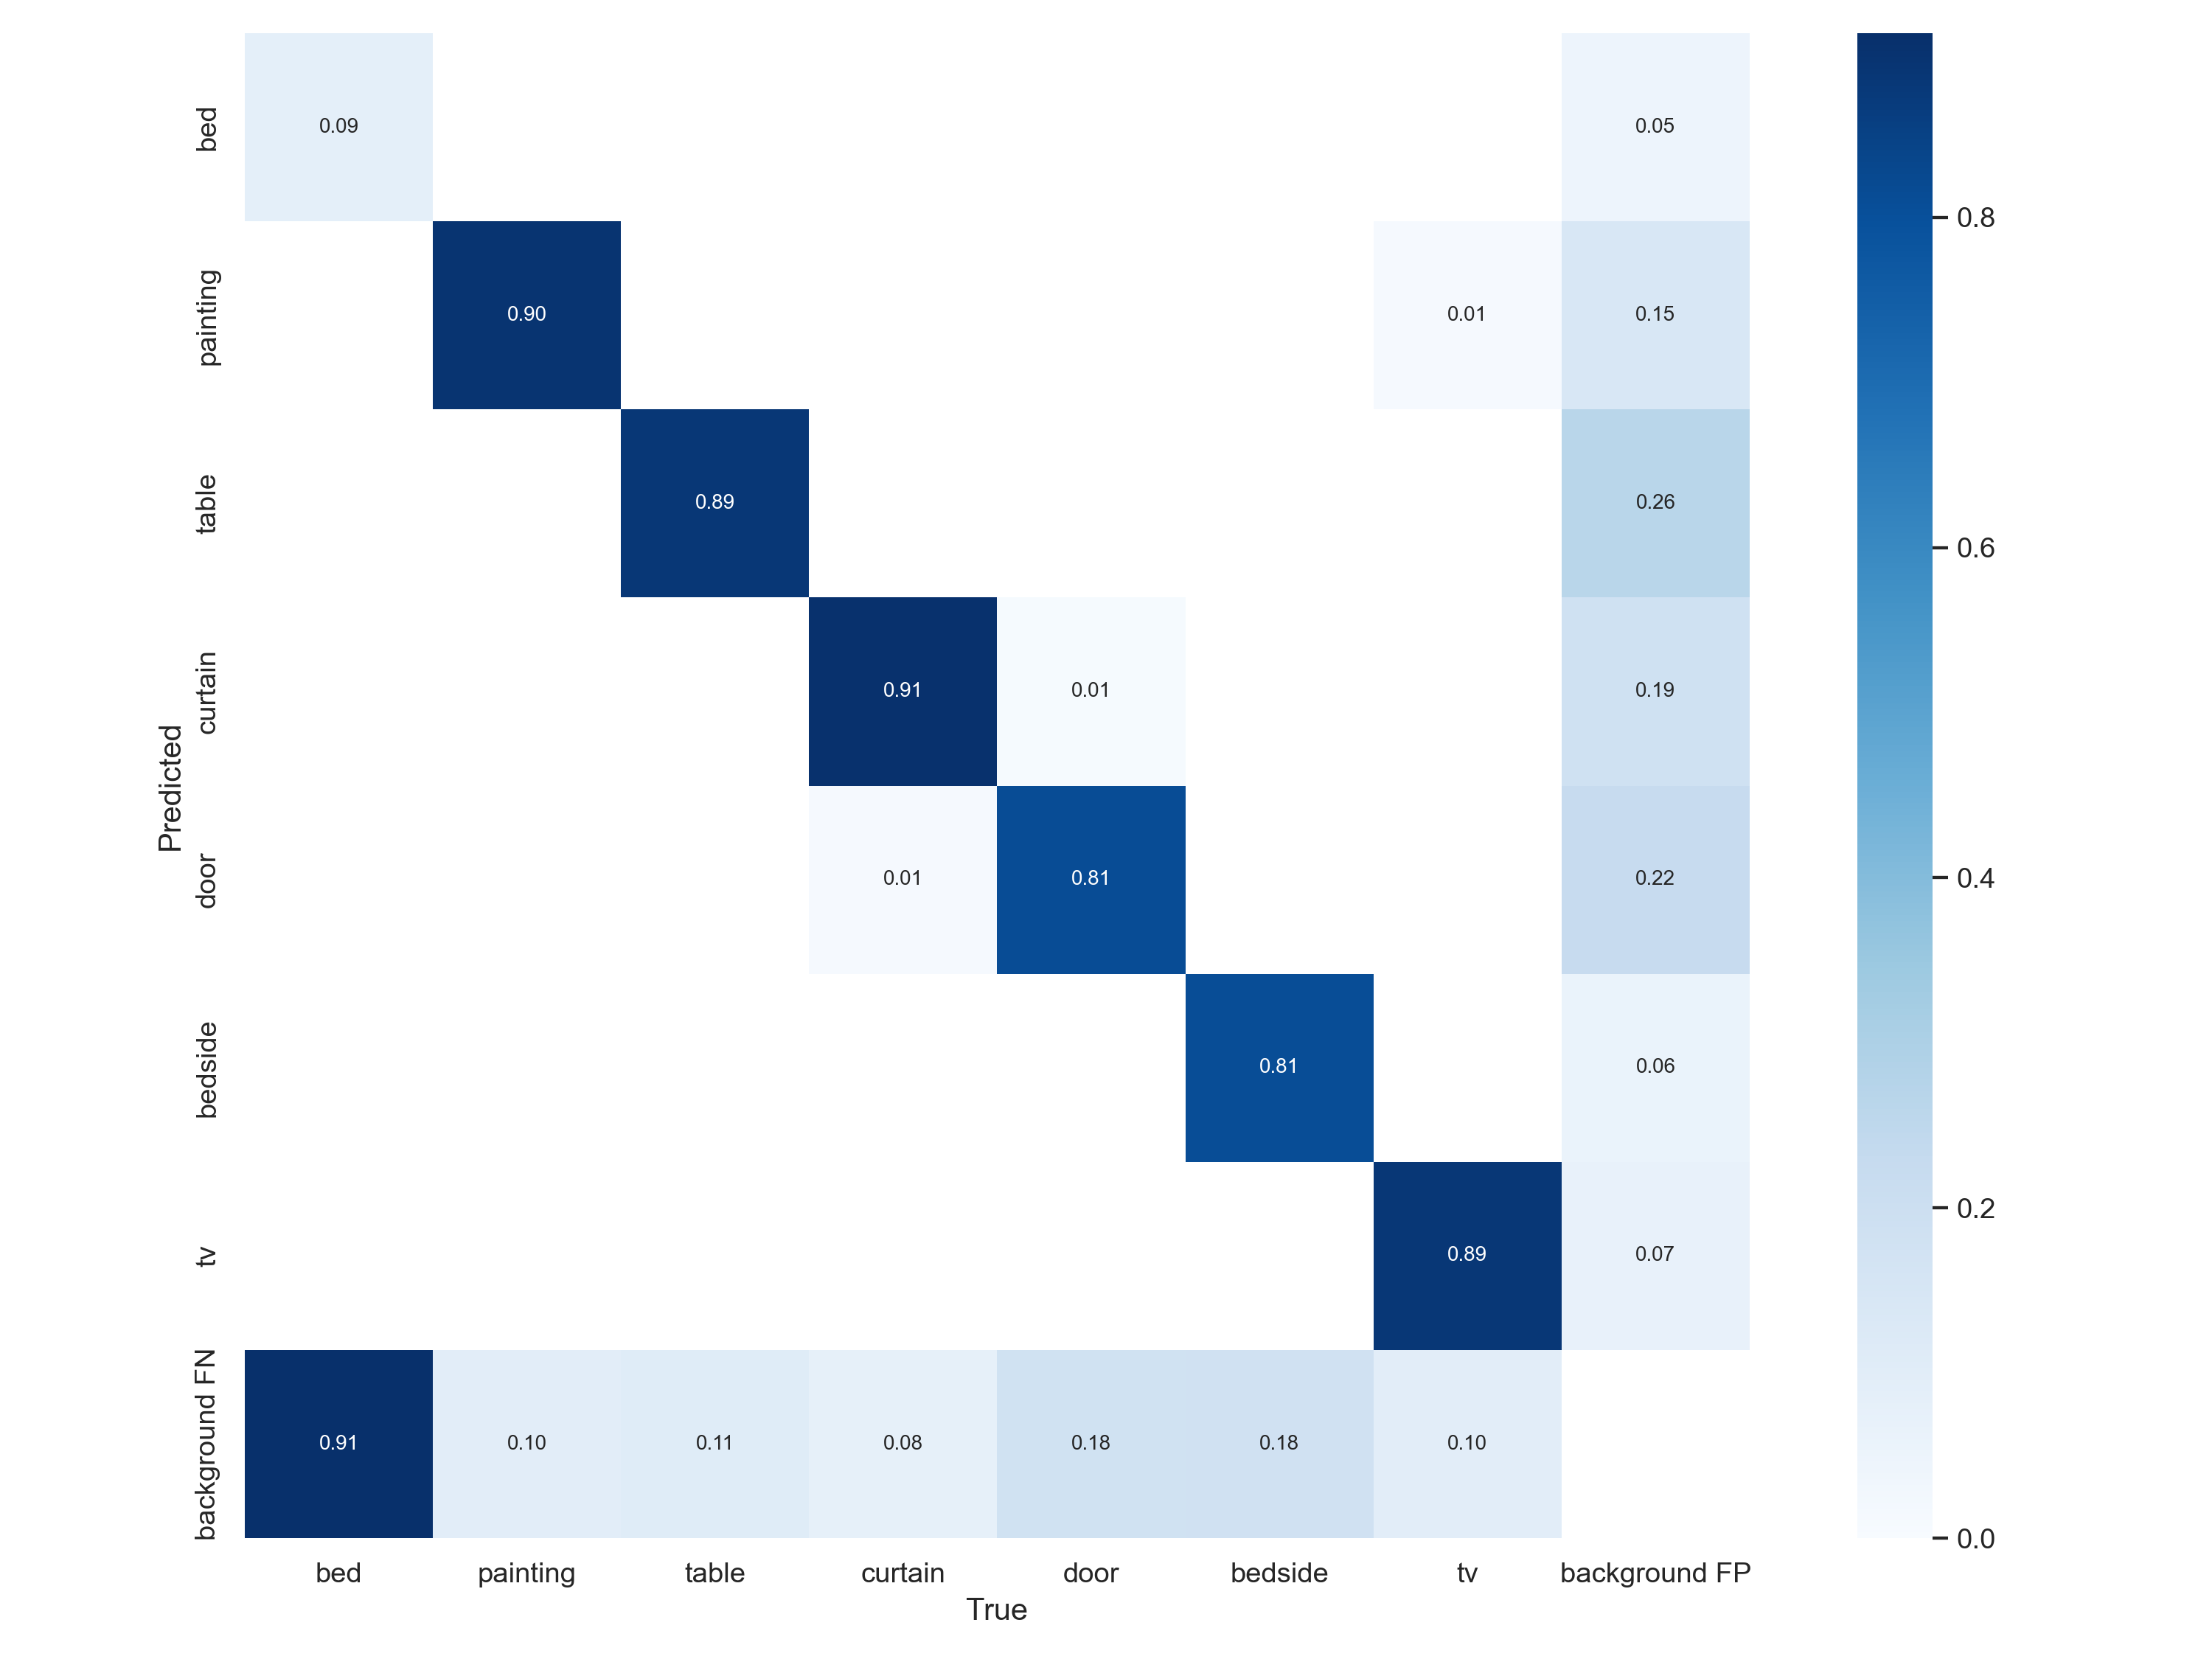 bed 0.09 0.05
painting 0.90 0.01 0.15
table 0.89 0.26
curtain 0.91 0.01 0.19
door 0.01 0.81 0.22
bedside 0.81 0.06
tv 0.89 0.07
background FN 0.91 0.10 0.11 0.08 0.18 0.18 0.10
bed painting table curtain door bedside tv background FP
True
Predicted
0.8
0.6
0.4
0.2
0.0